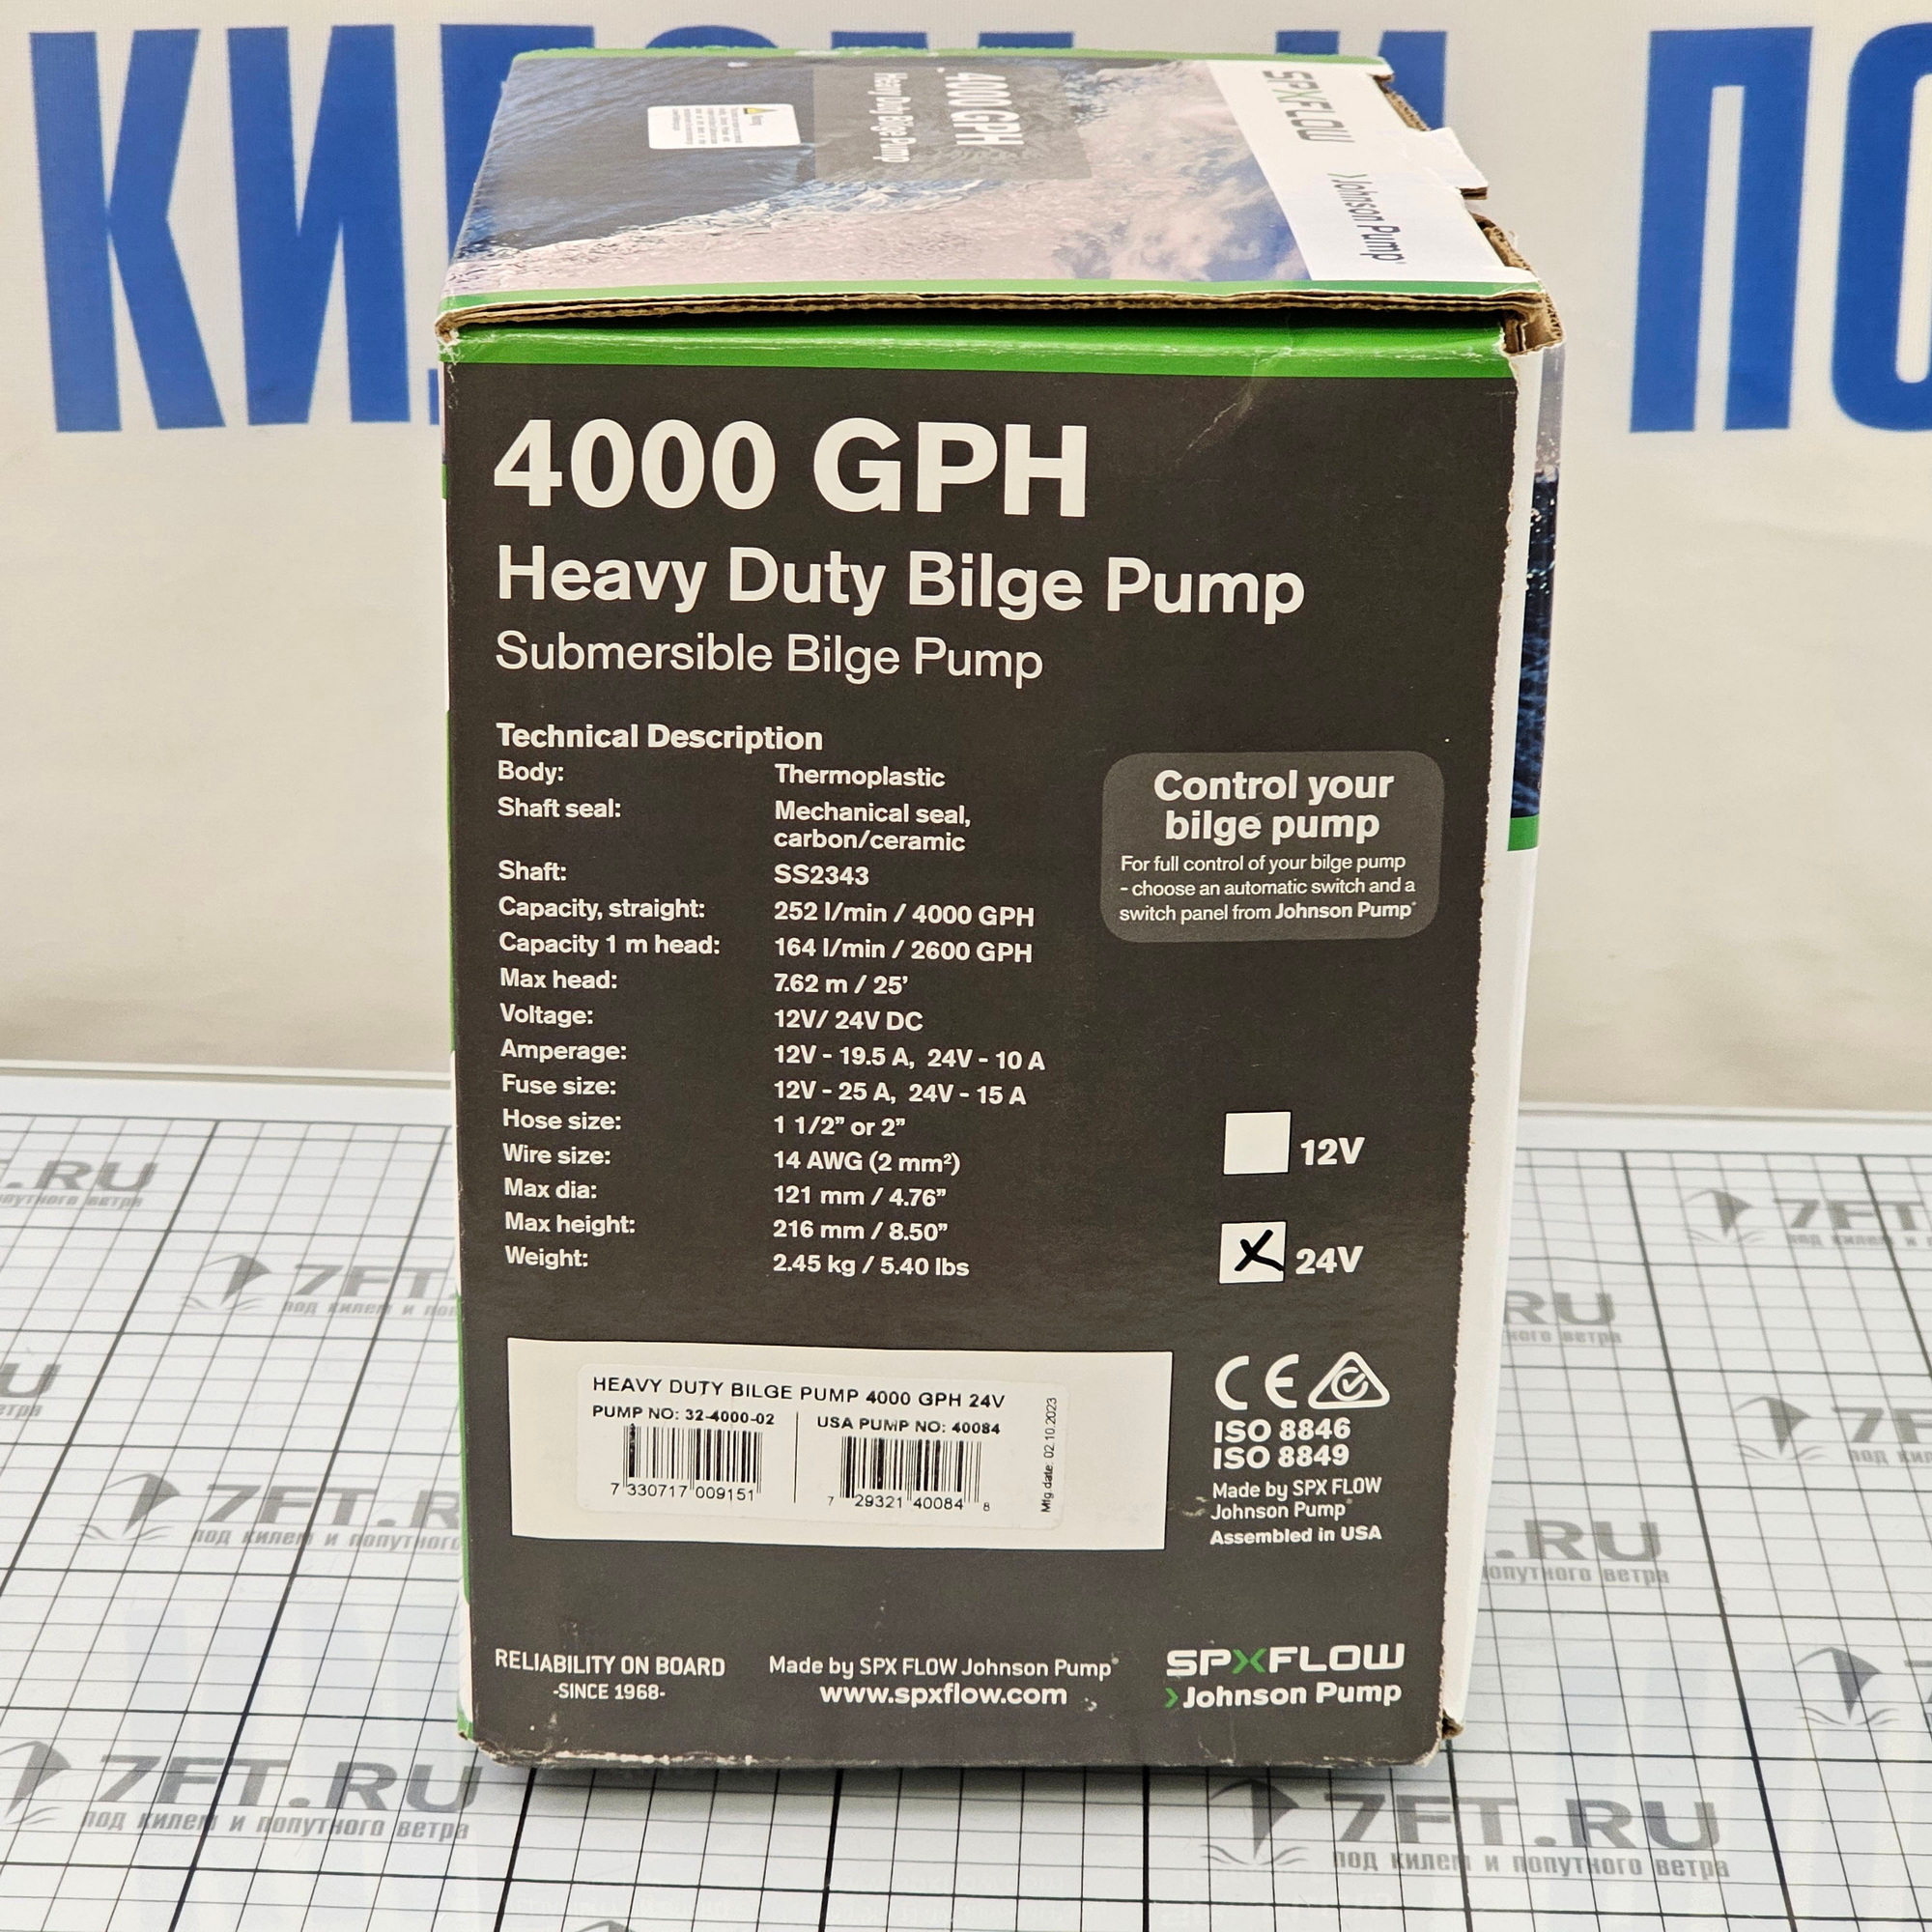 4000 GPH
Heavy Duty Bilge Pump
SPXFLOW
Johnson Pump
4000 GPH
Heavy Duty Bilge Pump
Submersible Bilge Pump
Technical Description
Body: Thermoplastic
Shaft seal: Mechanical seal,
carbon/ceramic
Shaft: SS2343
Capacity, straight: 252 l/min / 4000 GPH
Capacity 1 m head: 164 l/min / 2600 GPH
Max head: 7.62 m / 25’
Voltage: 12V/ 24V DC
Amperage: 12V - 19.5 A, 24V - 10 A
Fuse size: 12V - 25 A, 24V - 15 A
Hose size: 1 1/2” or 2”
Wire size: 14 AWG (2 mm²)
Max dia: 121 mm / 4.76”
Max height: 216 mm / 8.50”
Weight: 2.45 kg / 5.40 lbs
Control your
bilge pump
For full control of your bilge pump
- choose an automatic switch and a
switch panel from Johnson Pump®
12V
24V
HEAVY DUTY BILGE PUMP 4000 GPH 24V
PUMP NO: 32-4000-02
USA PUMP NO: 40084
7 330717 009151
7 29321 40084 8
Mfg date: 02.10.2023
CE
ISO 8846
ISO 8849
Made by SPX FLOW
Johnson Pump®
Assembled in USA
RELIABILITY ON BOARD
-SINCE 1968-
Made by SPX FLOW Johnson Pump®
www.spxflow.com
SPXFLOW
Johnson Pump
7FT.RU
под килем и попутного ветра
7FT.RU
под килем и попутного ветра